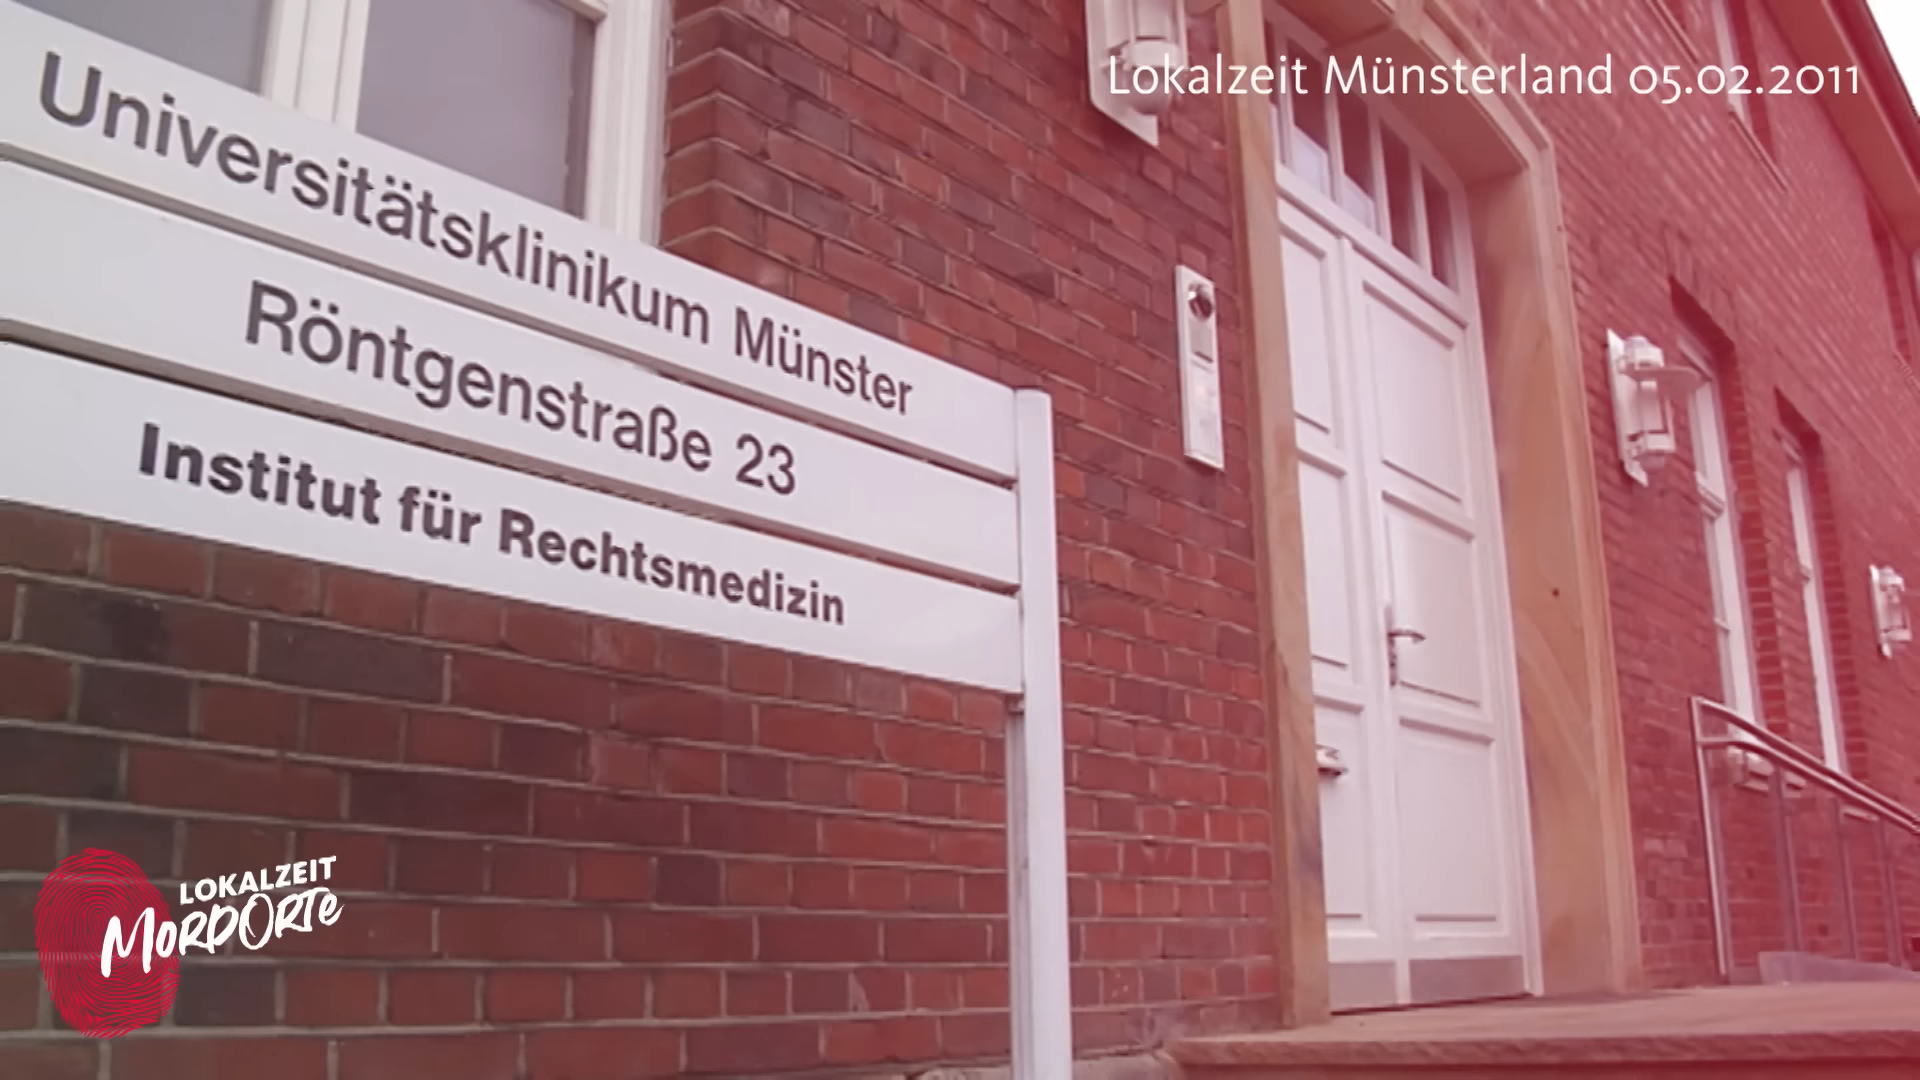 Lokalzeit Münsterland 05.02.2011
Universitätsklinikum Münster
Röntgenstraße 23
Institut für Rechtsmedizin
LOKALZEIT
MORDORTE